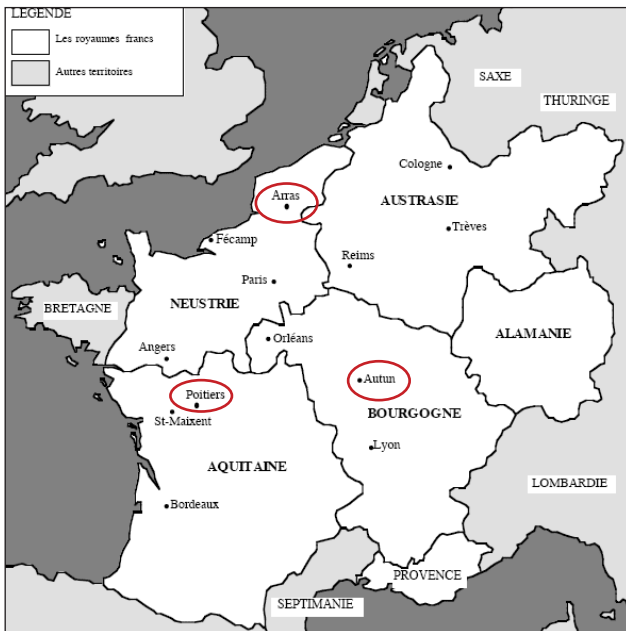 LEGENDE
Les royaumes francs
Autres territoires
SAXE
THURINGE
Cologne
Arras
AUSTRASIE
Trèves
Fécamp
Reims
Paris
NEUSTRIE
BRETAGNE
Orléans
ALAMANIE
Angers
Autun
Poitiers
BOURGOGNE
St-Maixent
Lyon
AQUITAINE
LOMBARDIE
Bordeaux
PROVENCE
SEPTIMANIE